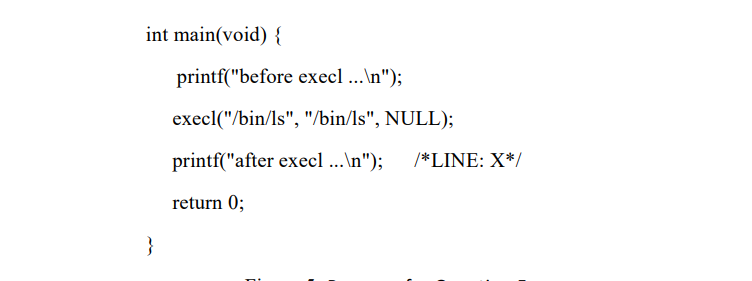 int main(void) {
printf("before execl ...\n");
execl("/bin/ls", "/bin/ls", NULL);
printf("after execl ...\n"); /*LINE: X*/
return 0;
}